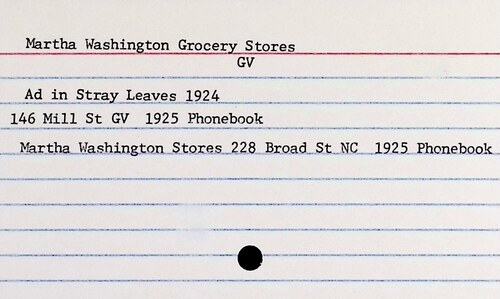 Martha Washington Grocery Stores
GV
Ad in Stray Leaves 1924
146 Mill St GV 1925 Phonebook
Martha Washington Stores 228 Broad St NC 1925 Phonebook